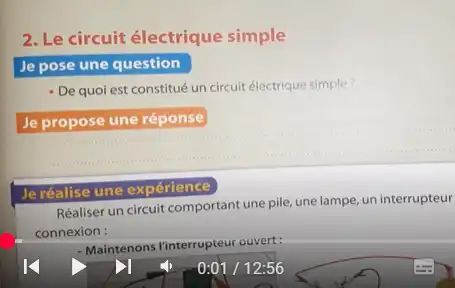 2. Le circuit électrique simple
Je pose une question
• De quoi est constitué un circuit électrique simple ?
Je propose une réponse
Je réalise une expérience
Réaliser un circuit comportant une pile, une lampe, un interrupteur
connexion :
- Maintenons l'interrupteur ouvert :
0:01 / 12:56